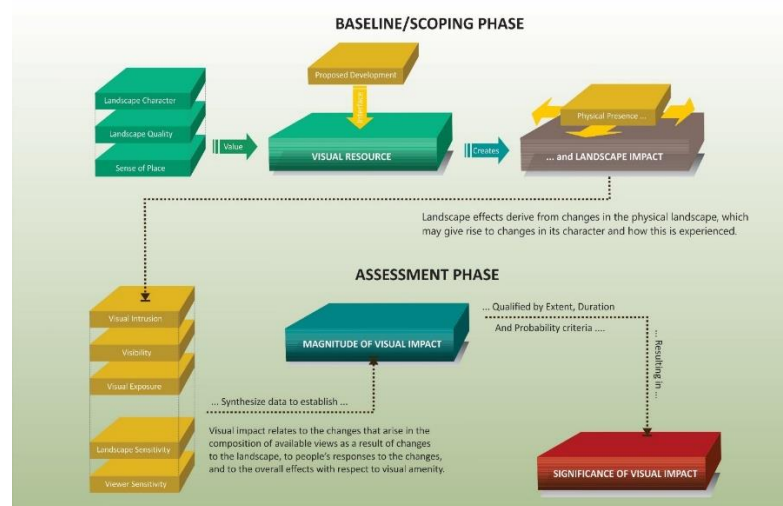 BASELINE/SCOPING PHASE
Proposed Development
Interface
Landscape Character
Landscape Quality
Sense of Place
Value
VISUAL RESOURCE
Creates
Physical Presence ...
... and LANDSCAPE IMPACT
Landscape effects derive from changes in the physical landscape, which
may give rise to changes in its character and how this is experienced.
ASSESSMENT PHASE
Visual Intrusion
Visibility
Visual Exposure
Landscape Sensitivity
Viewer Sensitivity
... Synthesize data to establish ...
MAGNITUDE OF VISUAL IMPACT
... Qualified by Extent, Duration
And Probability criteria ....
... Resulting in ...
Visual impact relates to the changes that arise in the
composition of available views as a result of changes
to the landscape, to people's responses to the changes,
and to the overall effects with respect to visual amenity.
SIGNIFICANCE OF VISUAL IMPACT